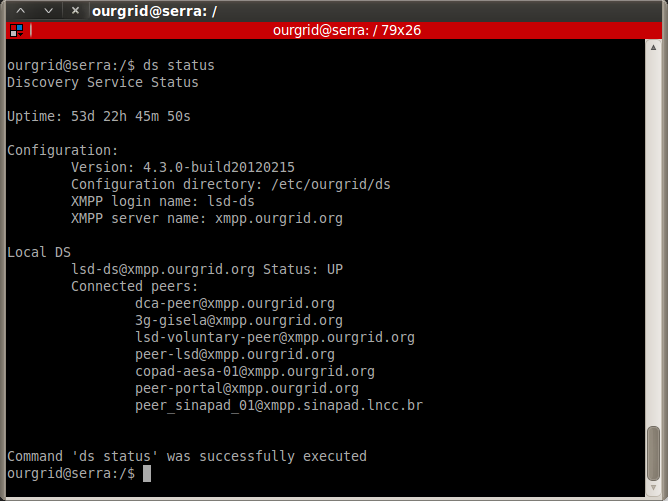 ourgrid@serra: /
ourgrid@serra: / 79x26
ourgrid@serra:/$ ds status
Discovery Service Status
Uptime: 53d 22h 45m 50s
Configuration:
Version: 4.3.0-build20120215
Configuration directory: /etc/ourgrid/ds
XMPP login name: lsd-ds
XMPP server name: xmpp.ourgrid.org
Local DS
lsd-ds@xmpp.ourgrid.org Status: UP
Connected peers:
dca-peer@xmpp.ourgrid.org
3g-gisela@xmpp.ourgrid.org
lsd-voluntary-peer@xmpp.ourgrid.org
peer-lsd@xmpp.ourgrid.org
copad-aesa-01@xmpp.ourgrid.org
peer-portal@xmpp.ourgrid.org
peer_sinapad_01@xmpp.sinapad.lncc.br
Command 'ds status' was successfully executed
ourgrid@serra:/$